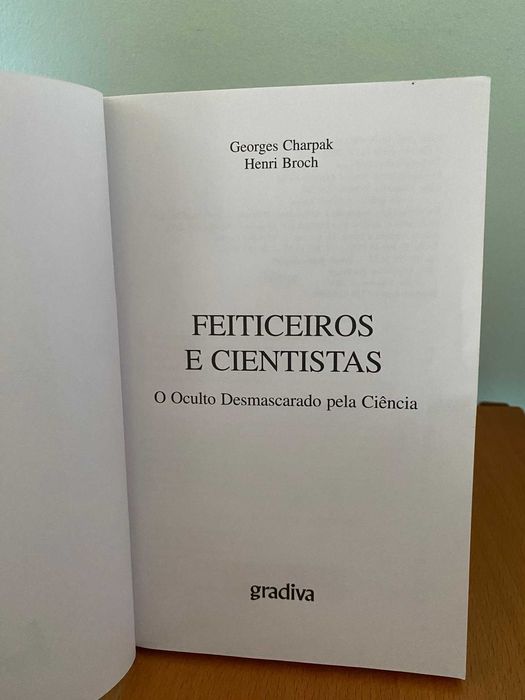 Georges Charpak
Henri Broch
FEITICEIROS
E CIENTISTAS
O Oculto Desmascarado pela Ciência
gradiva